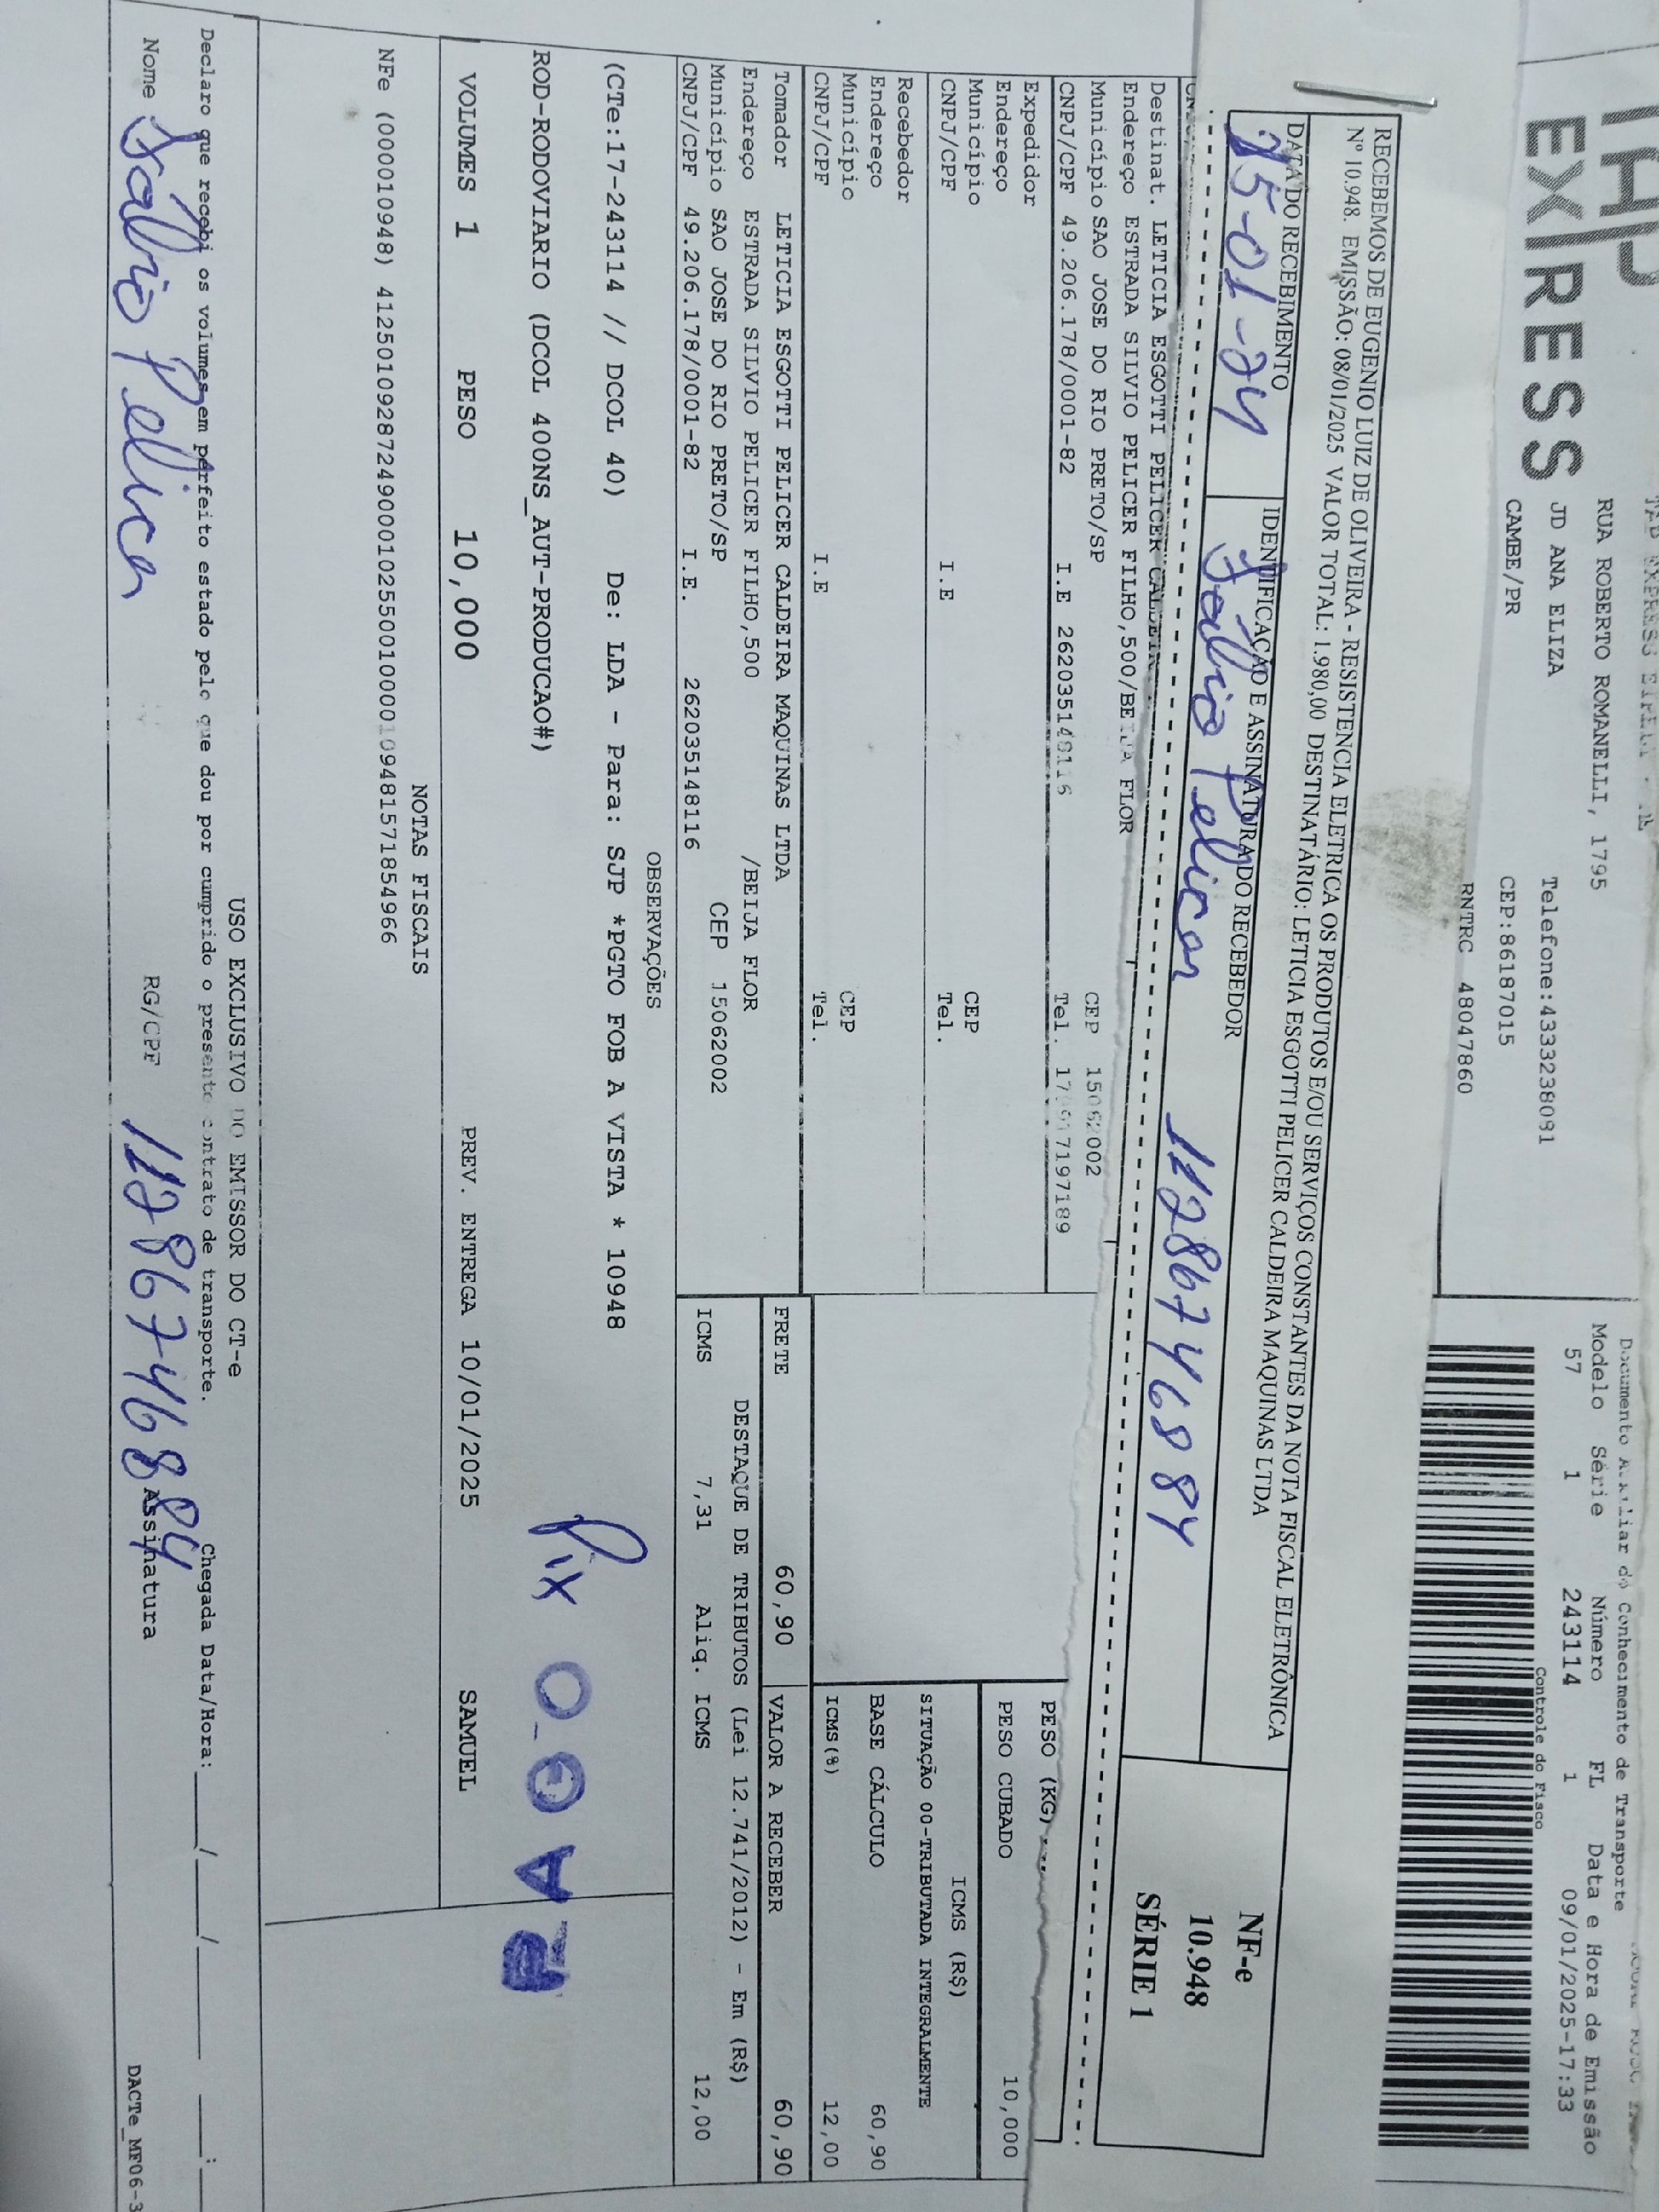 EXPRESS
RUA ROBERTO ROMANELLI, 1795
JD ANA ELIZA Telefone:4333238091
CAMBE/PR CEP:86187015
RNTRC 48047860
Documento Auxiliar do Conhecimento de Transporte
Modelo Série Número FL Data e Hora de Emissão
57 1 243114 1 09/01/2025-17:33
Controle do Fisco
RECEBEMOS DE EUGENIO LUIZ DE OLIVEIRA - RESISTENCIA ELETRICA OS PRODUTOS E/OU SERVIÇOS CONSTANTES DA NOTA FISCAL ELETRÔNICA
Nº 10.948. EMISSÃO: 08/01/2025 VALOR TOTAL: 1.980,00 DESTINATÁRIO: LETICIA ESGOTTI PELICER CALDEIRA MAQUINAS LTDA
DATA DO RECEBIMENTO
IDENTIFICAÇÃO E ASSINATURA DO RECEBEDOR
NF-e
10.948
SÉRIE 1
15-01-24
Fábio Pelicer 11286746884
Destinat. LETICIA ESGOTTI PELICER
Endereço ESTRADA SILVIO PELICER FILHO,500/BEIJA FLOR
Município SAO JOSE DO RIO PRETO/SP CEP 15062002
CNPJ/CPF 49.206.178/0001-82 I.E 262035148116 Tel.
Expedidor
Endereço
Município CEP
CNPJ/CPF I.E Tel.
Recebedor
Endereço
Município CEP
CNPJ/CPF I.E Tel.
PESO (KG)
PESO CUBADO 10,000
ICMS (R$)
SITUAÇÃO 00-TRIBUTADA INTEGRALMENTE
BASE CÁLCULO 60,90
ICMS(%) 12,00
Tomador LETICIA ESGOTTI PELICER CALDEIRA MAQUINAS LTDA
Endereço ESTRADA SILVIO PELICER FILHO,500 /BEIJA FLOR
Município SAO JOSE DO RIO PRETO/SP CEP 15062002
CNPJ/CPF 49.206.178/0001-82 I.E. 262035148116
FRETE 60,90 VALOR A RECEBER 60,90
DESTAQUE DE TRIBUTOS (Lei 12.741/2012) - Em (R$)
ICMS 7,31 Aliq. ICMS 12,00
OBSERVAÇÕES
(CTe:17-243114 // DCOL 40) De: LDA - Para: SJP *PGTO FOB A VISTA * 10948
ROD-RODOVIARIO (DCOL 400NS_AUT-PRODUCAO#)
Pix
VOLUMES 1 PESO 10,000 PREV. ENTREGA 10/01/2025 SAMUEL
NOTAS FISCAIS
NFe (000010948) 41250109287249000102550010000109481571854966
USO EXCLUSIVO DO EMISSOR DO CT-e
Declaro que recebi os volumes em perfeito estado pelo que dou por cumprido o presente contrato de transporte. Chegada Data/Hora: ___/___/_____ __:__
Nome Fábio Pelicer RG/CPF 11286746884 Assinatura
DACTe_MF06-3